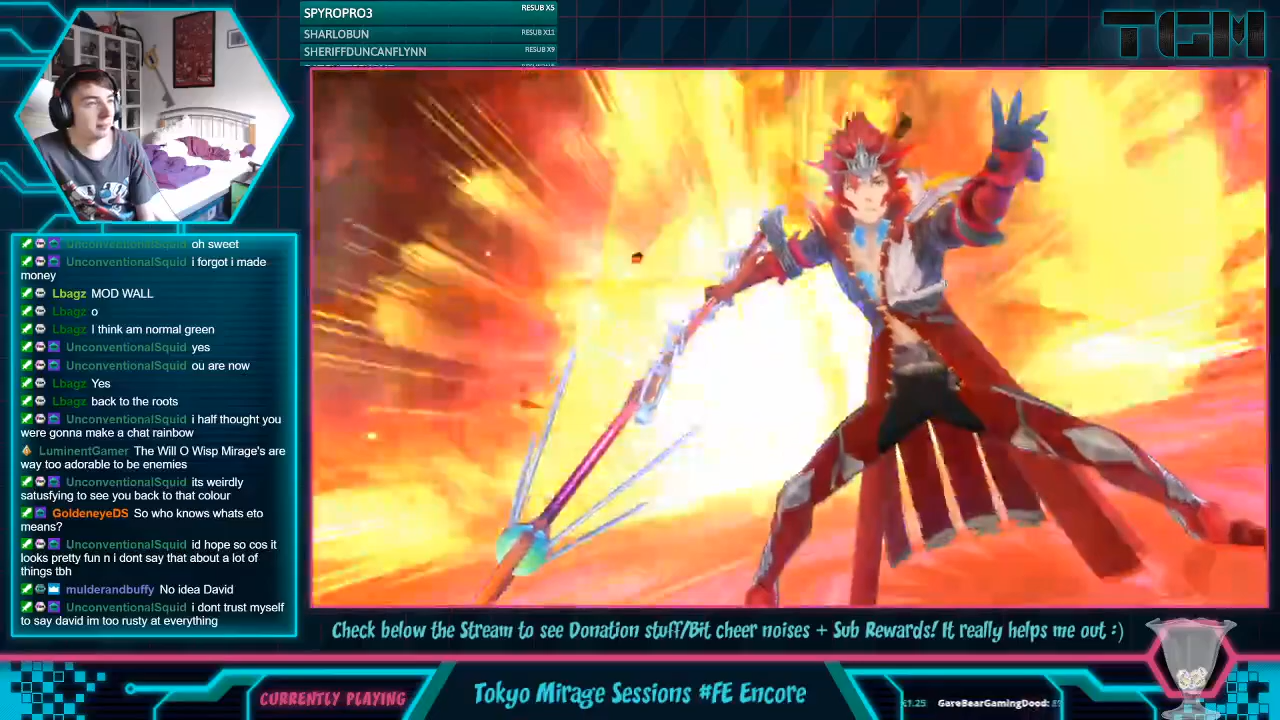 SPYROPRO3 RESUB X5
SHARLOBUN RESUB X11
SHERIFFDUNCANFLYNN RESUB X9
TGM
UnconventionalSquid oh sweet
UnconventionalSquid i forgot i made
money
Lbagz MOD WALL
Lbagz o
Lbagz I think am normal green
UnconventionalSquid yes
UnconventionalSquid ou are now
Lbagz Yes
Lbagz back to the roots
UnconventionalSquid i half thought you
were gonna make a chat rainbow
LuminentGamer The Will O Wisp Mirage's are
way too adorable to be enemies
UnconventionalSquid its weirdly
satusfying to see you back to that colour
GoldeneyeDS So who knows whats eto
means?
UnconventionalSquid id hope so cos it
looks pretty fun n i dont say that about a lot of
things tbh
mulderandbuffy No idea David
UnconventionalSquid i dont trust myself
to say david im too rusty at everything
Check below the Stream to see Donation stuff/Bit cheer noises + Sub Rewards! It really helps me out :)
CURRENTLY PLAYING
Tokyo Mirage Sessions #FE Encore
£1.25 GareBearGamingDood: